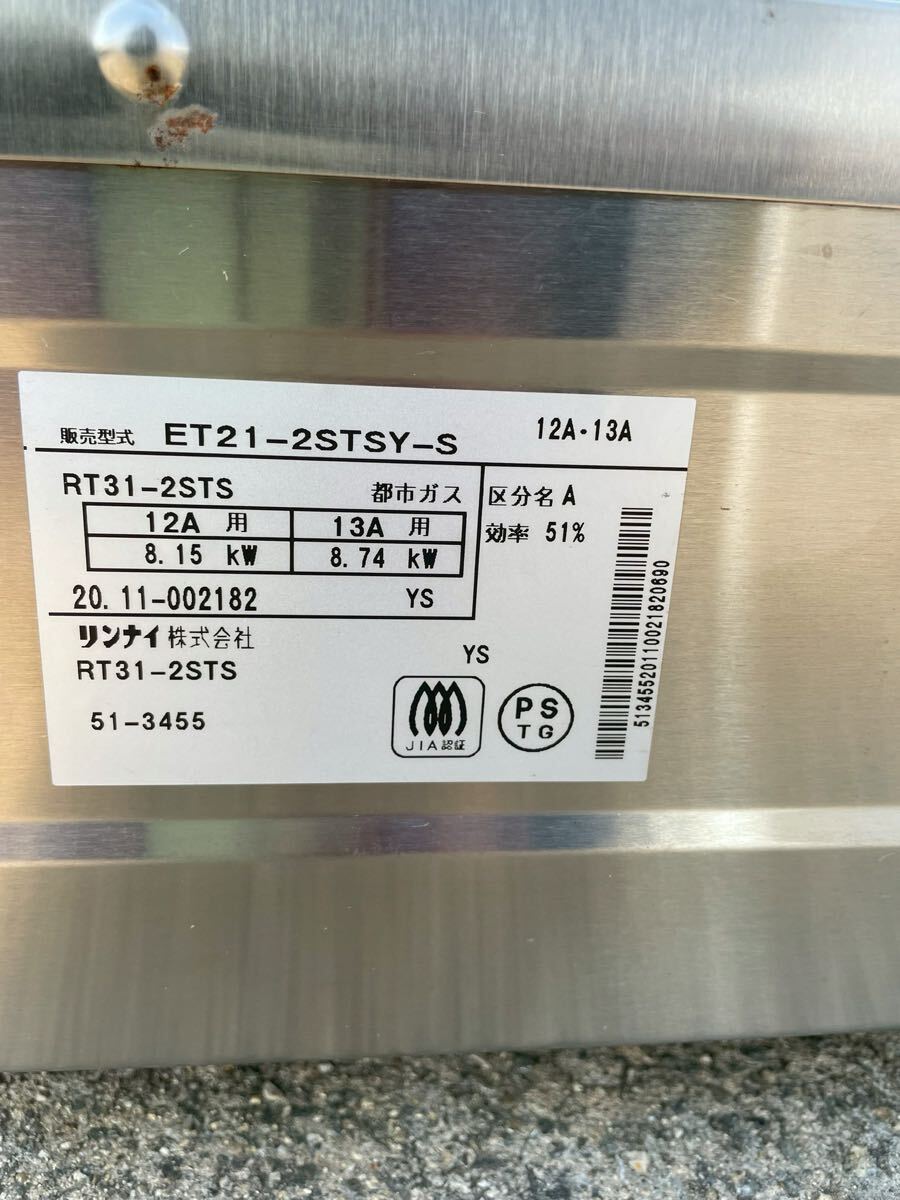 販売型式 ET21-2STSY-S 12A・13A
RT31-2STS 都市ガス
12A 用 13A 用
8.15 kW 8.74 kW
20.11-002182 YS
区分名 A
効率 51%
リンナイ株式会社
YS
RT31-2STS
51-3455
JIA認証
PS
TG
5134552011002182０690